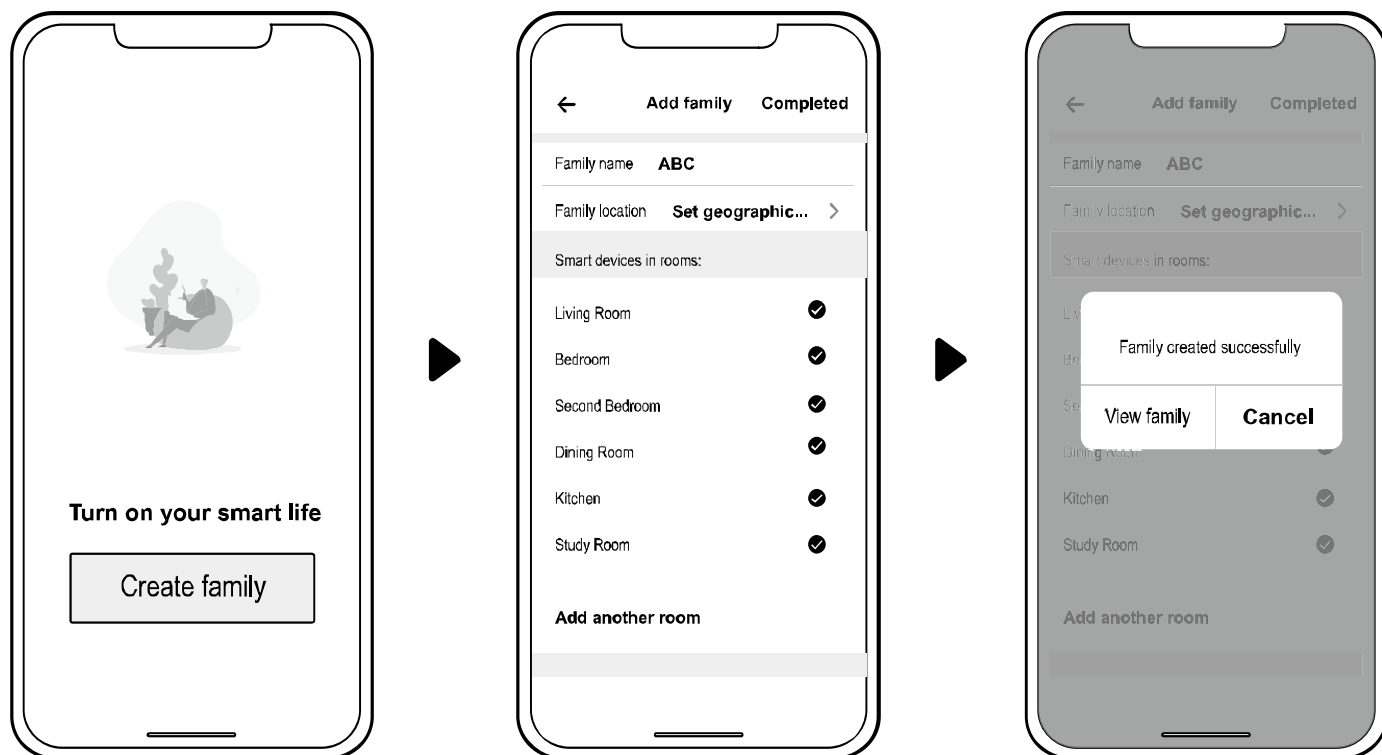 Turn on your smart life
Create family
Add family Completed
Family name ABC
Family location Set geographic...
Smart devices in rooms:
Living Room
Bedroom
Second Bedroom
Dining Room
Kitchen
Study Room
Add another room
Add family Completed
Family name ABC
Family location Set geographic...
Smart devices in rooms:
Family created successfully
View family Cancel
Dining Room
Kitchen
Study Room
Add another room